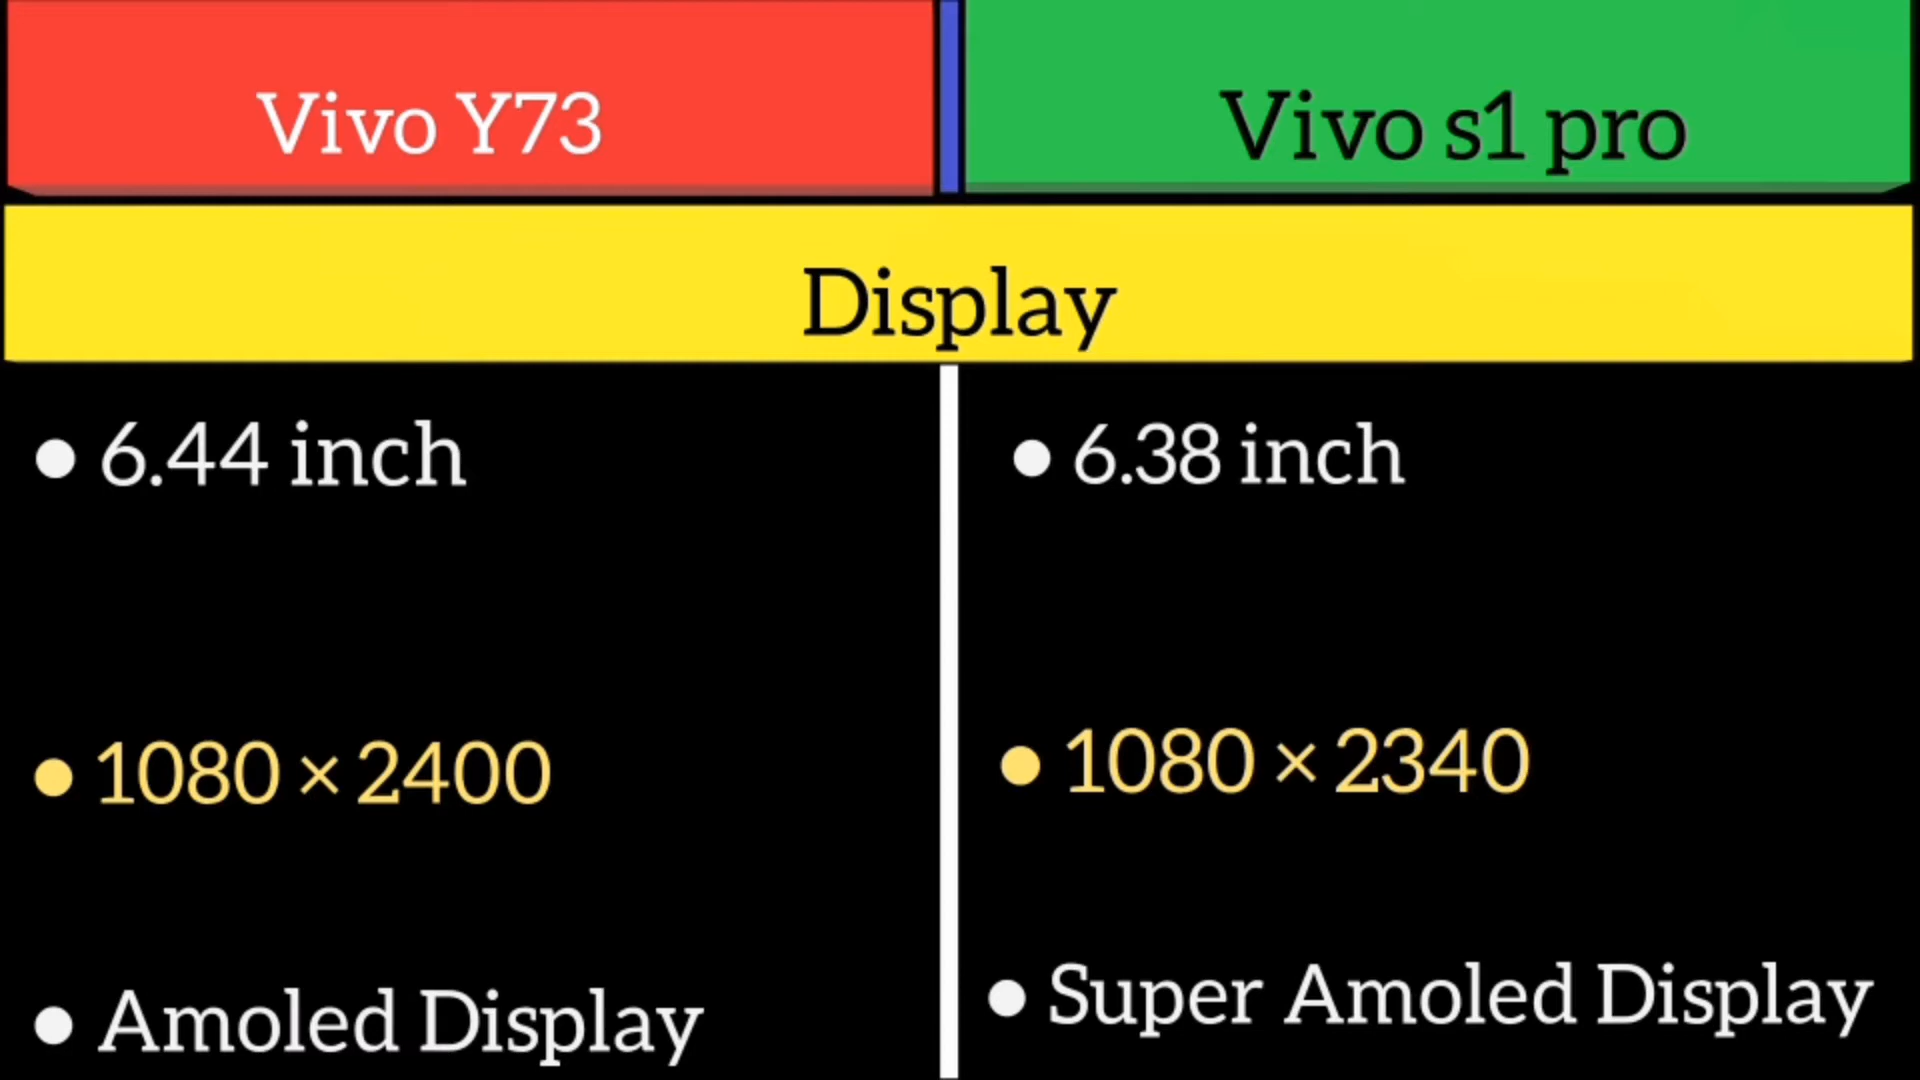 Vivo Y73
Vivo s1 pro
Display
• 6.44 inch
• 6.38 inch
• 1080 × 2400
• 1080 × 2340
• Amoled Display
• Super Amoled Display